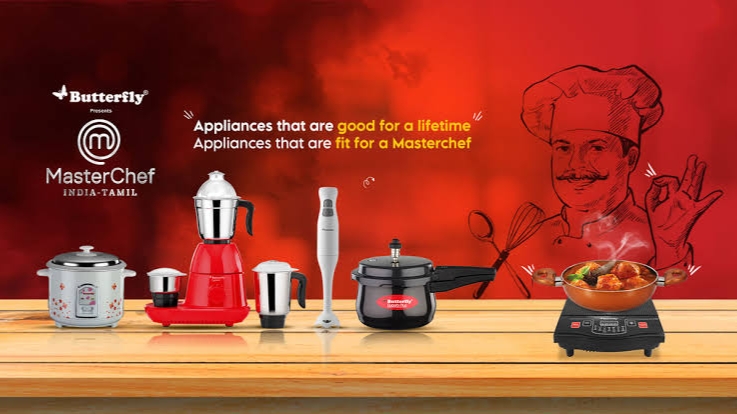 Butterfly®
Presents
MasterChef
INDIA-TAMIL
"Appliances that are good for a lifetime
Appliances that are fit for a Masterchef"
Butterfly